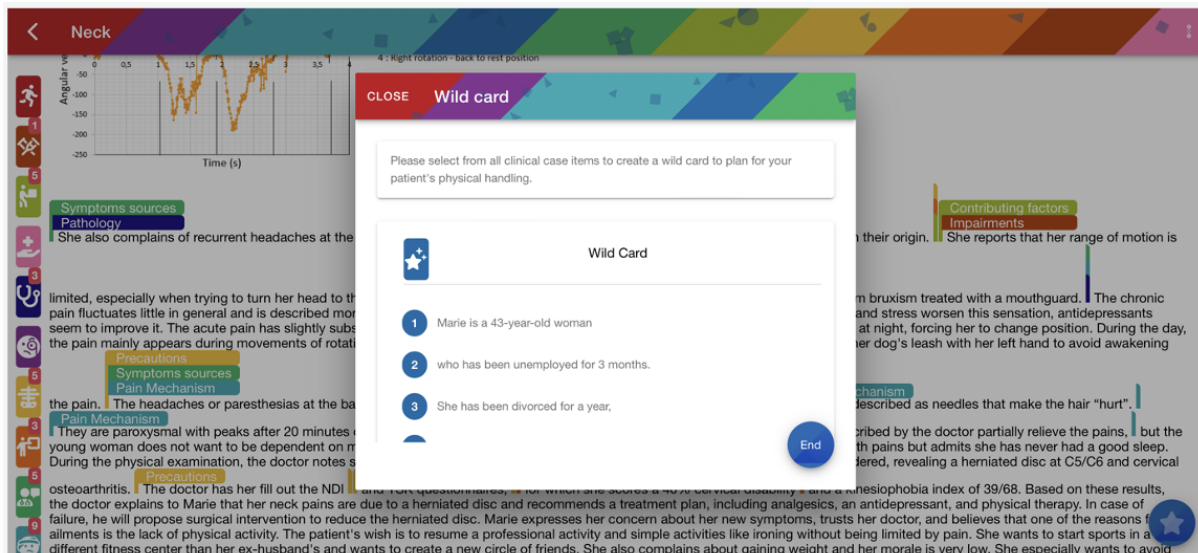 Neck
Angular ve
0 0,5 1 1,5 2 2,5 3 3,5 4
-50
-100
-150
-200
-250
Time (s)
4 : Right rotation - back to rest position
CLOSE Wild card
Please select from all clinical case items to create a wild card to plan for your
patient's physical handling.
Wild Card
1 Marie is a 43-year-old woman
2 who has been unemployed for 3 months.
3 She has been divorced for a year,
End
1
5
3
5
3
5
9
Symptoms sources
Pathology
Contributing factors
Impairments
She also complains of recurrent headaches at the
n their origin. She reports that her range of motion is
limited, especially when trying to turn her head to th
m bruxism treated with a mouthguard. The chronic
pain fluctuates little in general and is described mor
and stress worsen this sensation, antidepressants
seem to improve it. The acute pain has slightly subs
at night, forcing her to change position. During the day,
the pain mainly appears during movements of rotati
her dog's leash with her left hand to avoid awakening
Precautions
Symptoms sources
Pain Mechanism
chanism
the pain. The headaches or paresthesias at the ba
described as needles that make the hair “hurt”.
Pain Mechanism
They are paroxysmal with peaks after 20 minutes
cribed by the doctor partially relieve the pains, but the
young woman does not want to be dependent on m
th pains but admits she has never had a good sleep.
During the physical examination, the doctor notes s
dered, revealing a herniated disc at C5/C6 and cervical
Precautions
osteoarthritis. The doctor has her fill out the NDI and TSK questionnaires, for which she scores a 40% cervical disability and a kinesiophobia index of 39/68. Based on these results,
the doctor explains to Marie that her neck pains are due to a herniated disc and recommends a treatment plan, including analgesics, an antidepressant, and physical therapy. In case of
failure, he will propose surgical intervention to reduce the herniated disc. Marie expresses her concern about her new symptoms, trusts her doctor, and believes that one of the reasons f
ailments is the lack of physical activity. The patient's wish is to resume a professional activity and simple activities like ironing without being limited by pain. She wants to start sports in a
different fitness center than her ex-husband's and wants to create a new circle of friends. She also complains about gaining weight and her morale is very low. She especially wants to avoid